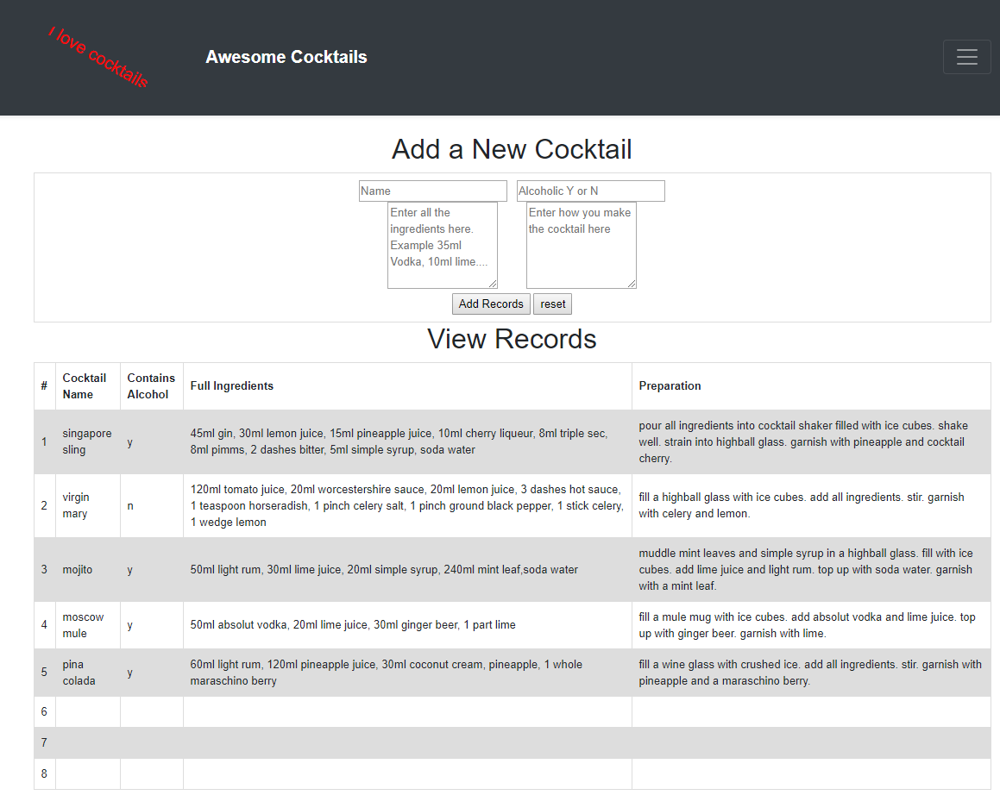 I love cocktails
Awesome Cocktails
Add a New Cocktail
Name
Alcoholic Y or N
Enter all the
ingredients here.
Example 35ml
Vodka, 10ml lime....
Enter how you make
the cocktail here
Add Records
reset
View Records
#
Cocktail
Name
Contains
Alcohol
Full Ingredients
Preparation
1
singapore
sling
y
45ml gin, 30ml lemon juice, 15ml pineapple juice, 10ml cherry liqueur, 8ml triple sec,
8ml pimms, 2 dashes bitter, 5ml simple syrup, soda water
pour all ingredients into cocktail shaker filled with ice cubes. shake
well. strain into highball glass. garnish with pineapple and cocktail
cherry.
2
virgin
mary
n
120ml tomato juice, 20ml worcestershire sauce, 20ml lemon juice, 3 dashes hot sauce,
1 teaspoon horseradish, 1 pinch celery salt, 1 pinch ground black pepper, 1 stick celery,
1 wedge lemon
fill a highball glass with ice cubes. add all ingredients. stir. garnish
with celery and lemon.
3
mojito
y
50ml light rum, 30ml lime juice, 20ml simple syrup, 240ml mint leaf,soda water
muddle mint leaves and simple syrup in a highball glass. fill with ice
cubes. add lime juice and light rum. top up with soda water. garnish
with a mint leaf.
4
moscow
mule
y
50ml absolut vodka, 20ml lime juice, 30ml ginger beer, 1 part lime
fill a mule mug with ice cubes. add absolut vodka and lime juice. top
up with ginger beer. garnish with lime.
5
pina
colada
y
60ml light rum, 120ml pineapple juice, 30ml coconut cream, pineapple, 1 whole
maraschino berry
fill a wine glass with crushed ice. add all ingredients. stir. garnish with
pineapple and a maraschino berry.
6
7
8